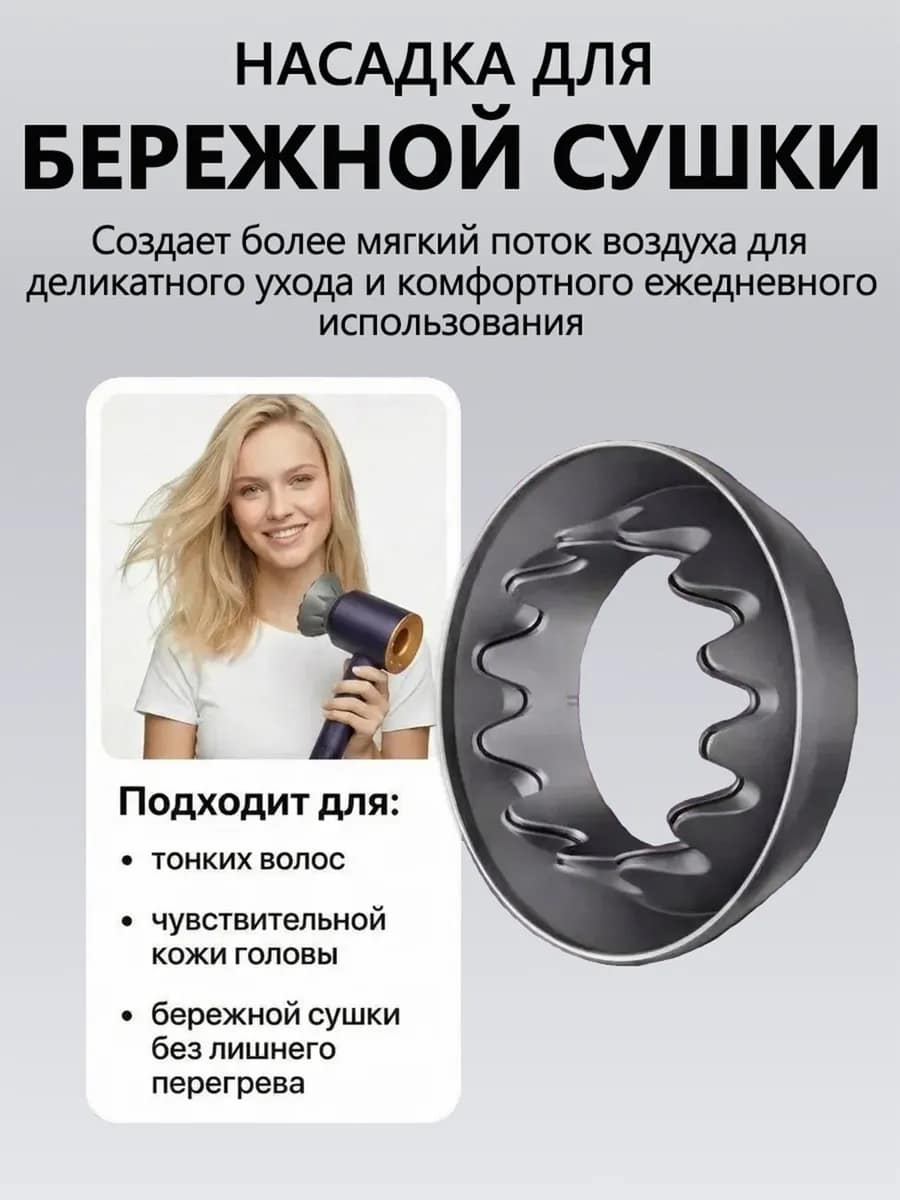 НАСАДКА ДЛЯ
БЕРЕЖНОЙ СУШКИ
Создает более мягкий поток воздуха для
деликатного ухода и комфортного ежедневного
использования
Подходит для:
• тонких волос
• чувствительной
кожи головы
• бережной сушки
без лишнего
перегрева